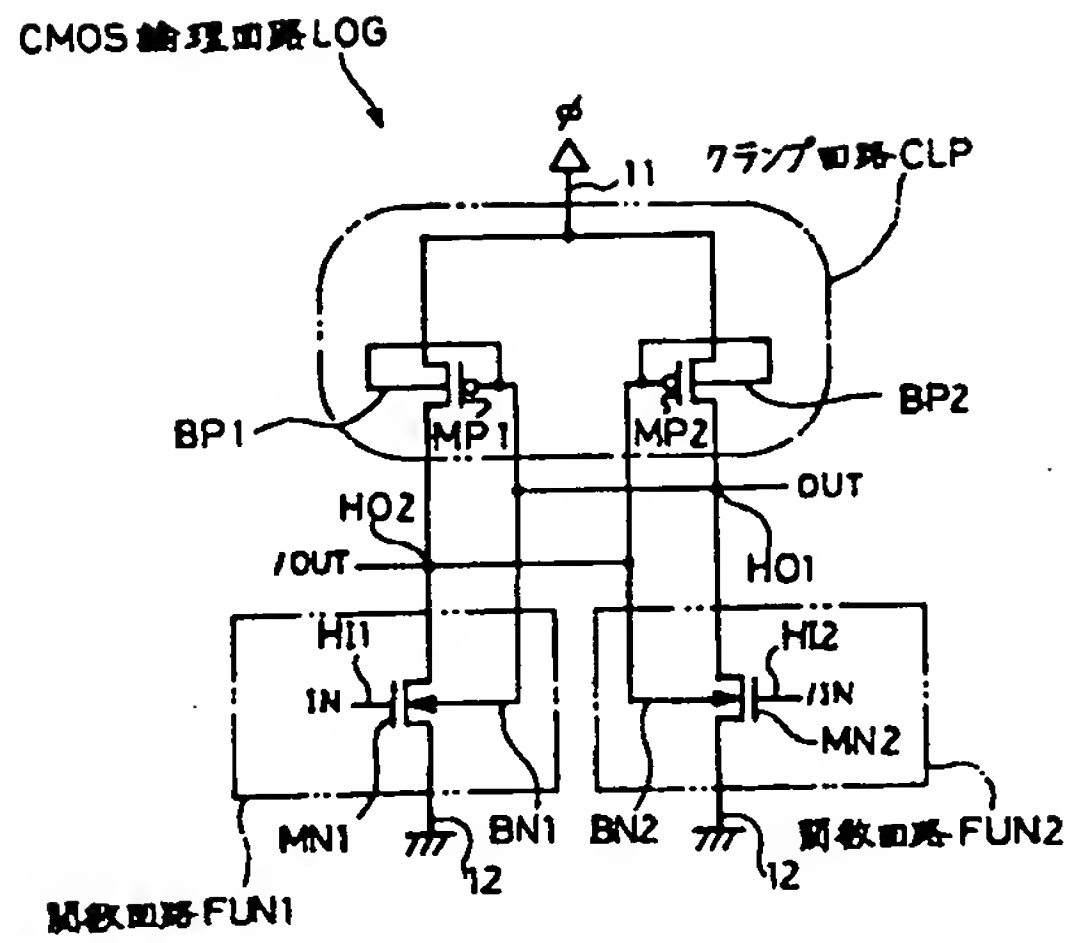 CMOS論理回路LOG
φ
11
クランプ回路CLP
BP1
MP1
MP2
BP2
OUT
HO2
/OUT
HO1
HI1
HI2
IN
/IN
MN2
MN1
BN1
BN2
12
12
関数回路FUN2
関数回路FUN1